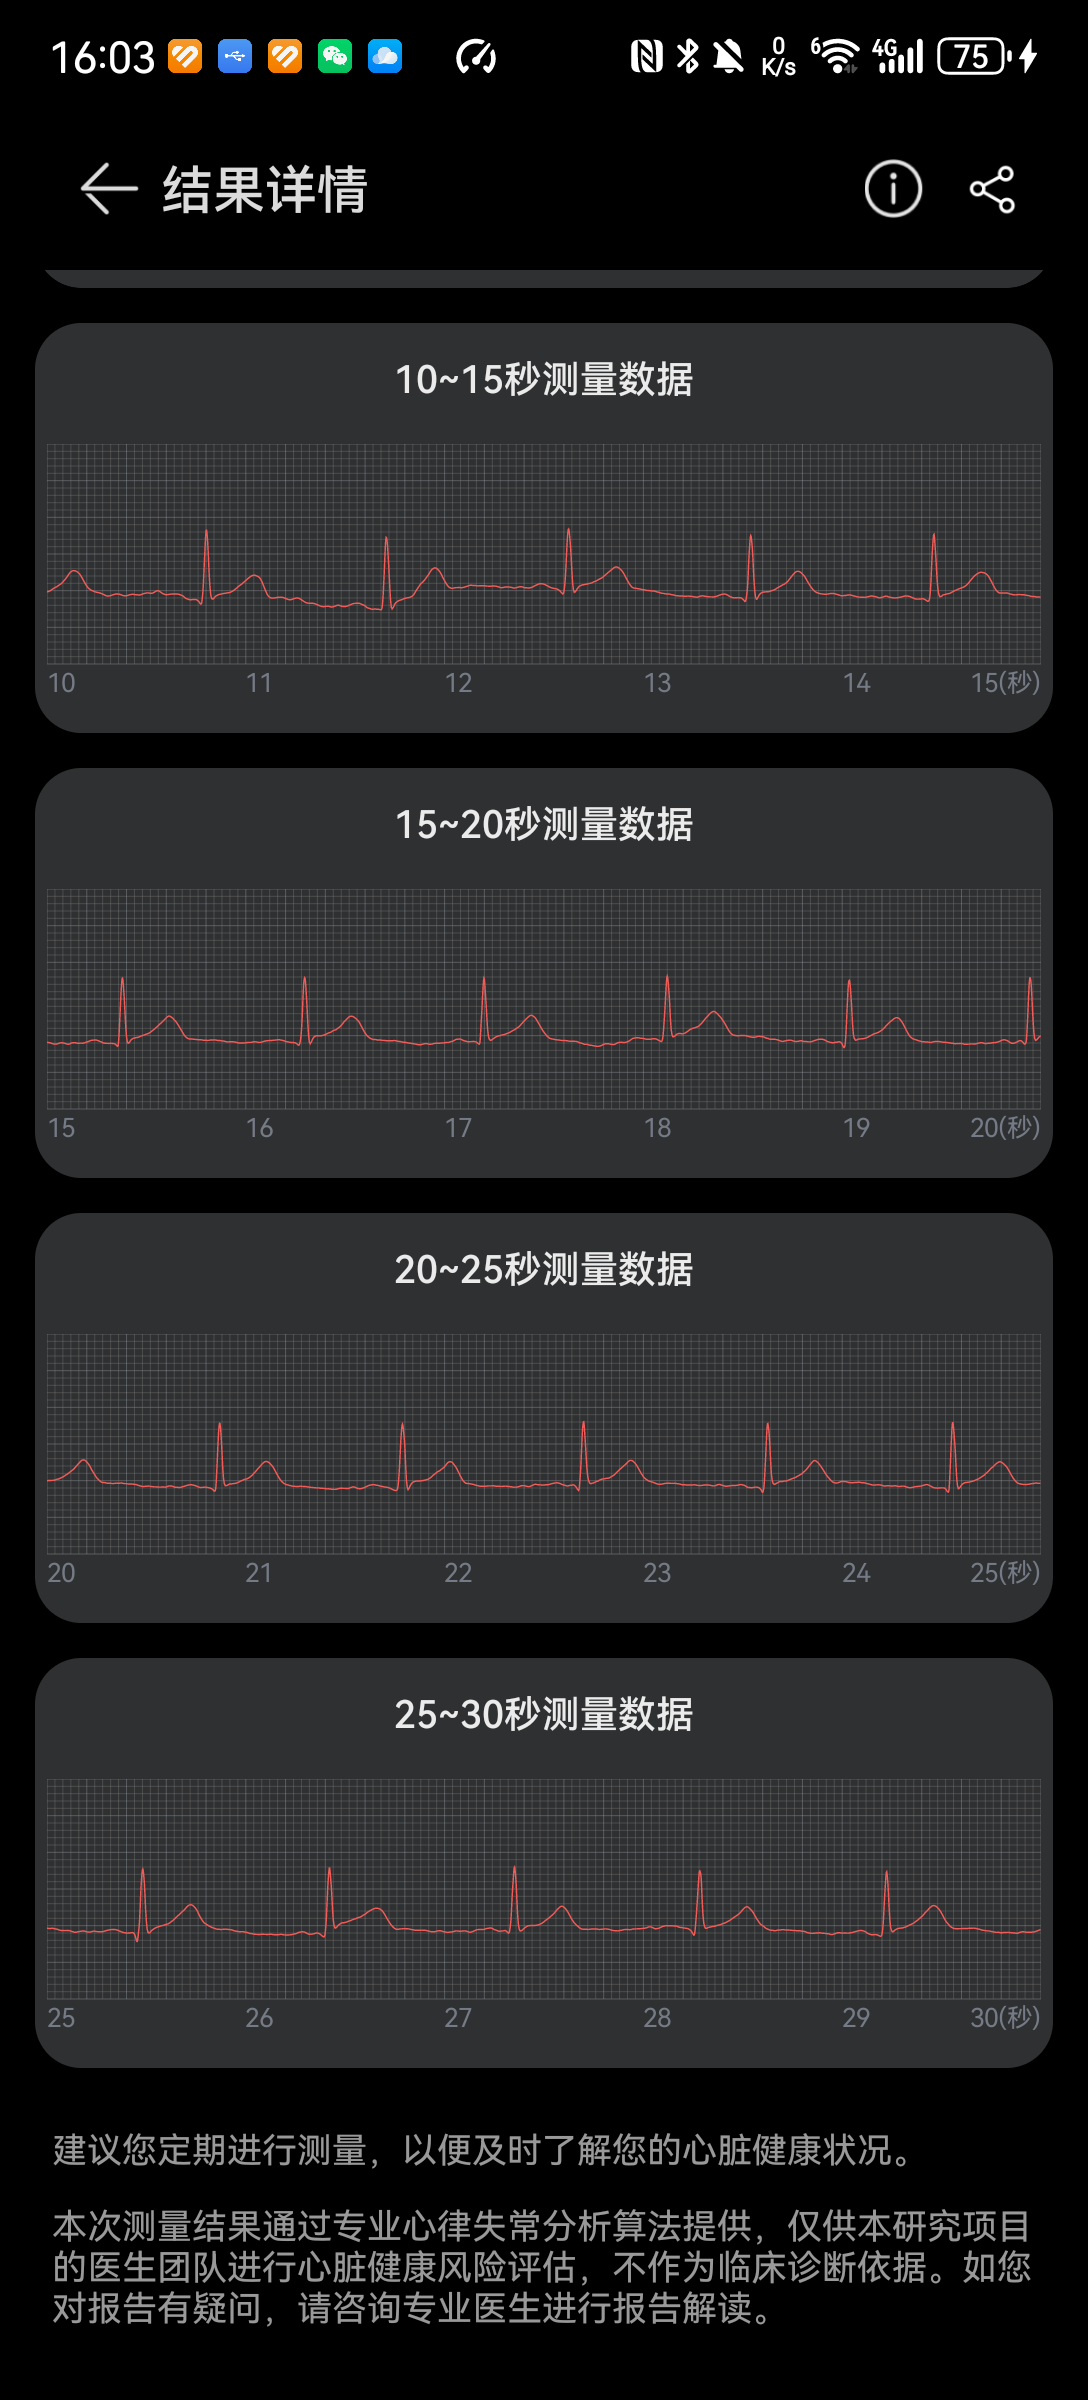 16:03
0 K/s
6
4G
75
结果详情
10~15秒测量数据
10 11 12 13 14 15(秒)
15~20秒测量数据
15 16 17 18 19 20(秒)
20~25秒测量数据
20 21 22 23 24 25(秒)
25~30秒测量数据
25 26 27 28 29 30(秒)
建议您定期进行测量，以便及时了解您的心脏健康状况。
本次测量结果通过专业心律失常分析算法提供，仅供本研究项目
的医生团队进行心脏健康风险评估，不作为临床诊断依据。如您
对报告有疑问，请咨询专业医生进行报告解读。